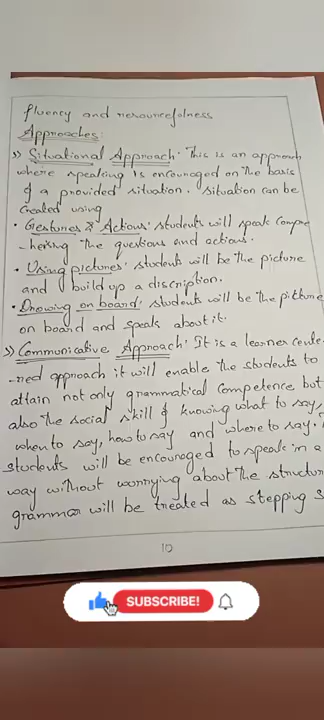 fluency and resourcefulness
Approaches:
1) Situational Approach: This is an approach
where speaking is encouraged on the basis
of a provided situation. Situation can be
created using
• Gestures & Actions: students will speak compre
-hending the questions and actions.
• Using pictures: student will be the picture
and build up a discription.
• Drawing on board: students will be the pitture
on board and speak about it.
2) Communicative Approach: It is a learner cente
-red approach it will enable the students to
attain not only grammatical competence but
also the social skill of knowing what to say,
when to say, how to say and where to say.
students will be encouraged to speak in a
way without worrying about the structur
grammar will be treated as stepping s
10
SUBSCRIBE!